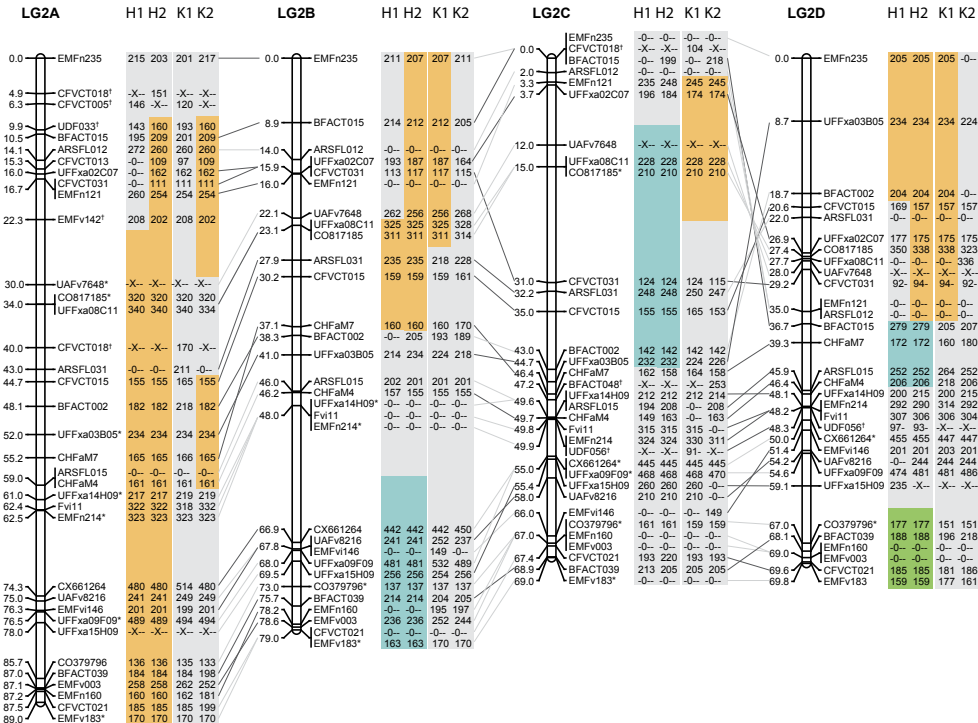 LG2A H1 H2 K1 K2
0.0 EMFn235 215 203 201 217
4.9 CFVCT018† -X-- 151
6.3 CFVCT005† 146 --X-- 120 --X--
9.9 UDF033† 143 160 193 160
10.5 BFACT015 195 209 201 209
14.1 ARSFL012 272 260 260 260
15.3 CFVCT013 -0-- 109 97 109
16.0 UFFxa02C07 -0-- 162 162 162
CFVCT031 -0-- 111 111 111
16.7 EMFn121 260 254 254 254
22.3 EMFv142† 208 202 208 202
30.0 UAFv7648* -X-- -X-- -X-- -X--
CO817185* 320 320 320 320
34.0 UFFxa08C11 340 340 340 334
40.0 CFVCT018† -X-- -X-- 170 -X--
43.0 ARSFL031 -0-- -0-- 211 -0--
44.7 CFVCT015 155 155 165 155
48.1 BFACT002 182 182 218 182
52.0 UFFxa03B05* 234 234 234 234
55.2 CHFaM7 165 165 166 165
ARSFL015 -0-- -0-- -0-- -0--
59.0 CHFaM4 161 161 161 161
61.0 UFFxa14H09* 217 217 219 219
62.4 Fvi11 322 322 318 332
62.5 EMFn214* 323 323 323 323
74.3 CX661264 480 480 514 480
75.0 UAFv8216 241 241 249 249
76.3 EMFvi146 201 201 199 201
76.5 UFFxa09F09* 489 489 494 494
78.0 UFFxa15H09 -X-- -X-- -X-- -X--
85.7 CO379796 136 136 135 133
87.0 BFACT039 184 184 184 198
87.1 EMFv003 258 258 262 252
87.2 EMFn160 160 160 162 181
87.5 CFVCT021 185 185 185 199
89.0 EMFv183* 170 170 170 170
LG2B H1 H2 K1 K2
0.0 EMFn235 211 207 207 211
8.9 BFACT015 214 212 212 205
14.0 ARSFL012 -0-- -0-- -0-- -0--
UFFxa02C07 193 187 187 164
15.9 CFVCT031 113 117 117 115
16.0 EMFn121 -0-- -0-- -0-- -0--
22.1 UAFv7648 262 256 256 268
UFFxa08C11 325 325 325 328
23.1 CO817185 311 311 311 314
27.9 ARSFL031 235 235 218 228
30.2 CFVCT015 159 159 159 161
37.1 CHFaM7 160 160 160 170
38.3 BFACT002 -0-- 205 193 189
41.0 UFFxa03B05 214 234 224 218
46.0 ARSFL015 202 201 201 201
46.2 CHFaM4 157 155 155 155
UFFxa14H09* -0-- -0-- -0-- -0--
48.0 Fvi11 -0-- -0-- -0-- -0--
EMFn214* -0-- -0-- -0-- -0--
66.9 CX661264 442 442 442 450
UAFv8216 241 241 252 237
67.8 EMFvi146 -0-- -0-- 149 -0--
68.0 UFFxa09F09 481 481 532 489
69.5 UFFxa15H09 256 256 256 256
73.0 CO379796* 137 137 137 137
75.7 BFACT039 214 214 204 205
78.2 EMFn160 -0-- -0-- 195 197
78.6 EMFv003 236 236 252 244
CFVCT021 -0-- -0-- -0-- -0--
79.0 EMFv183* 163 163 170 170
LG2C H1 H2 K1 K2
EMFn235 -0-- -0-- -0-- -0--
0.0 CFVCT018† -X-- -X-- 104 -X--
BFACT015 -0-- 199 -0-- 218
2.0 ARSFL012 -0-- -0-- -0-- -0--
3.3 EMFn121 235 248 245 245
3.7 UFFxa02C07 196 184 174 174
12.0 UAFv7648 -X-- -X-- -X-- -X--
UFFxa08C11 228 228 228 228
15.0 CO817185* 210 210 210 210
31.0 CFVCT031 124 124 124 115
32.2 ARSFL031 248 248 250 247
35.0 CFVCT015 155 155 165 153
43.0 BFACT002 142 142 142 142
44.7 UFFxa03B05 232 232 224 226
46.4 CHFaM7 162 158 164 158
47.2 BFACT048† -X-- -X-- -X-- 253
UFFxa14H09 212 212 212 214
49.6 ARSFL015 194 208 -0-- 208
49.7 CHFaM4 149 163 -0-- 163
49.8 Fvi11 315 315 -0-- -0--
EMFn214 324 324 330 311
49.9 UDF056† -X-- -X-- 91- -X--
CX661264* 445 445 445 445
55.0 UFFxa09F09* 468 468 468 470
55.4 UFFxa15H09 260 260 260 -0--
58.0 UAFv8216 210 210 210 -0--
66.0 EMFvi146 -0-- -0-- -0-- 149
CO379796* 161 161 159 159
67.0 EMFn160 -0-- -0-- -0-- -0--
EMFv003 -0-- -0-- -0-- -0--
67.4 CFVCT021 193 220 193 193
68.9 BFACT039 213 205 205 205
69.0 EMFv183* -0-- -0-- -0-- -0--
LG2D H1 H2 K1 K2
0.0 EMFn235 205 205 205 -0--
8.7 UFFxa03B05 234 234 234 224
18.7 BFACT002 204 204 204 -0--
20.6 CFVCT015 169 157 157 157
22.0 ARSFL031 -0-- -0-- -0-- -0--
26.9 UFFxa02C07 177 175 175 175
27.4 CO817185 350 338 338 323
27.7 UFFxa08C11 -0-- -0-- -0-- 336
28.0 UAFv7648 -X-- -X-- -X-- -X--
29.2 CFVCT031 92- 94- 94- 92-
EMFn121 -0-- -0-- -0-- -0--
35.0 ARSFL012 -0-- -0-- -0-- -0--
36.7 BFACT015 279 279 205 207
39.3 CHFaM7 172 172 160 180
45.9 ARSFL015 252 252 264 252
46.4 CHFaM4 206 206 218 206
48.1 UFFxa14H09 200 215 200 215
EMFn214 292 290 314 292
48.2 Fvi11 307 306 306 304
48.3 UDF056† 97- 93- -X-- -X--
50.0 CX661264* 455 455 447 447
51.4 EMFvi146 201 201 203 201
54.2 UAFv8216 -0-- 244 244 244
54.6 UFFxa09F09 474 481 481 486
59.1 UFFxa15H09 235 -X-- -X-- -X--
67.0 CO379796* 177 177 151 151
68.1 BFACT039 188 188 196 218
EMFn160 -0-- -0-- -0-- -0--
69.0 EMFv003 -0-- -0-- -0-- -0--
69.6 CFVCT021 185 185 181 186
69.8 EMFv183 159 159 177 161